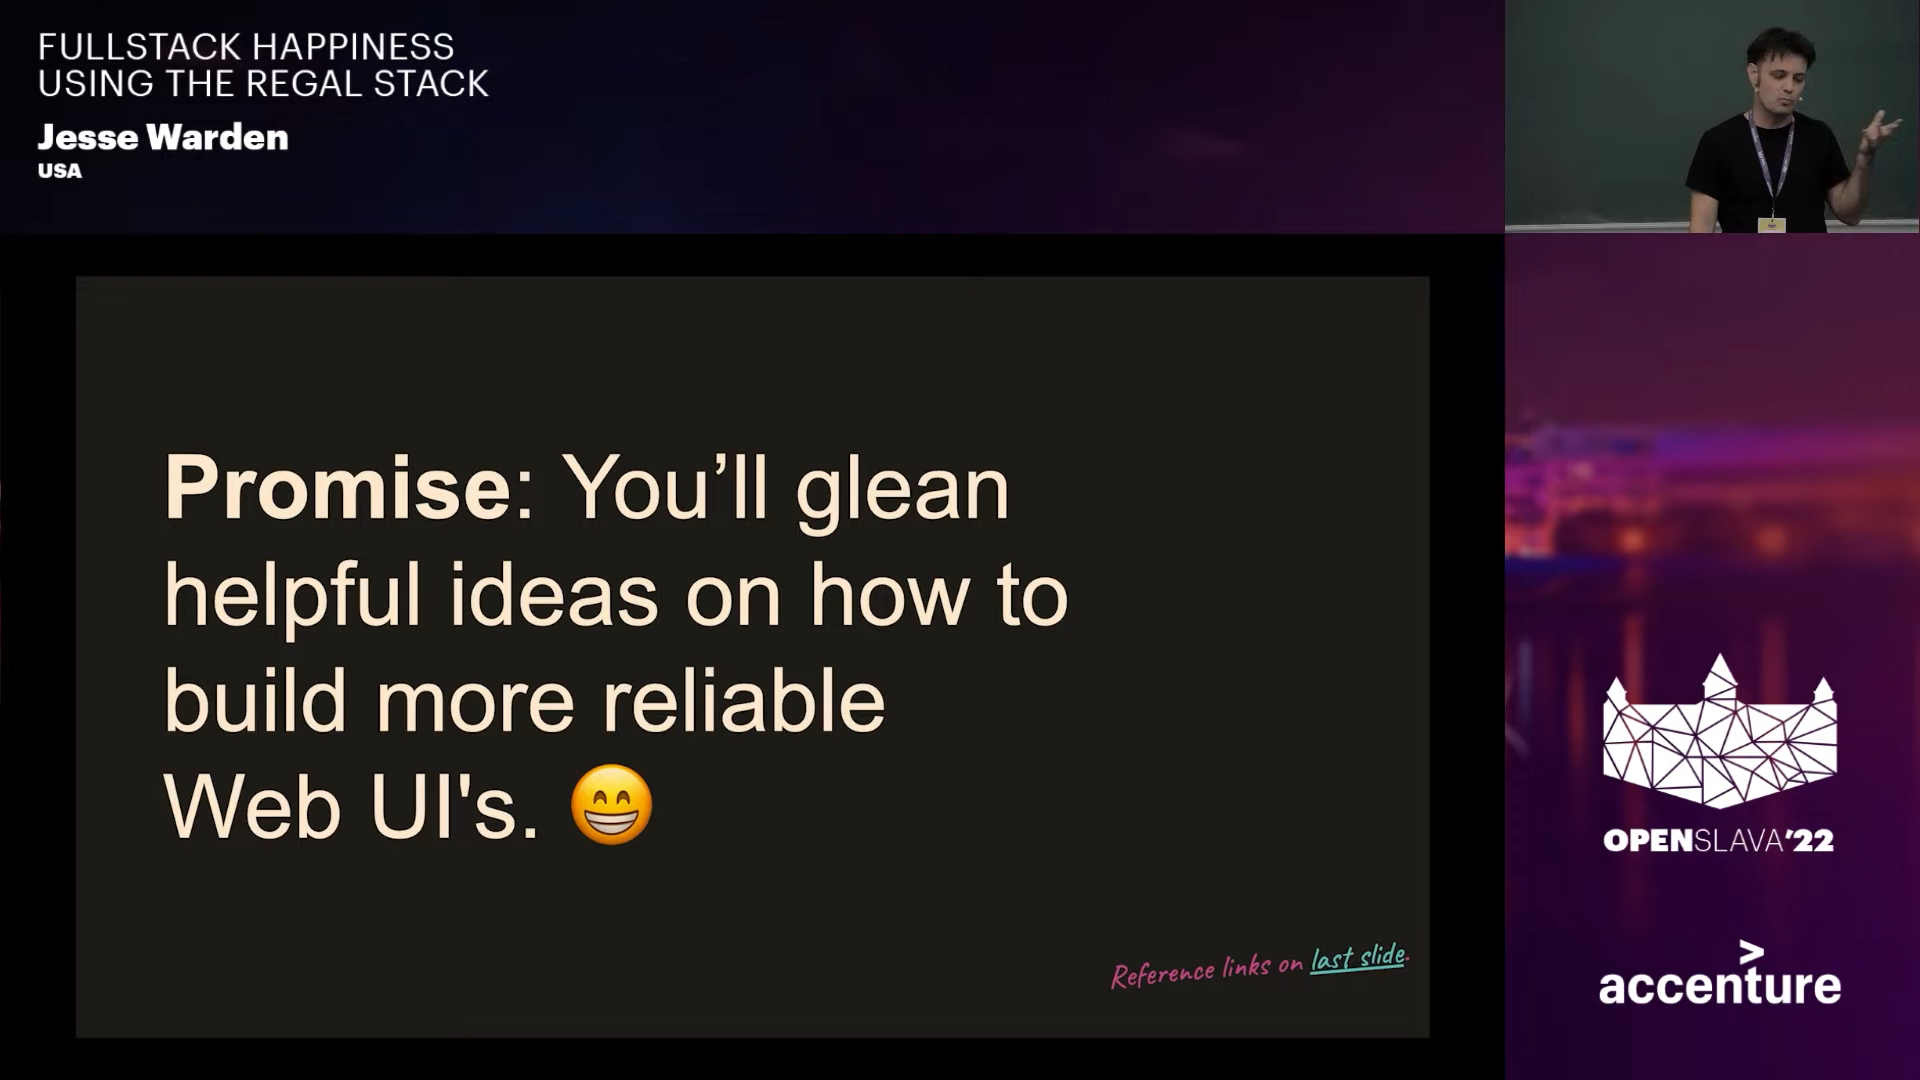 FULLSTACK HAPPINESS
USING THE REGAL STACK
Jesse Warden
USA
Promise: You’ll glean
helpful ideas on how to
build more reliable
Web UI's. 😁
Reference links on last slide.
OPENSLAVA'22
accenture